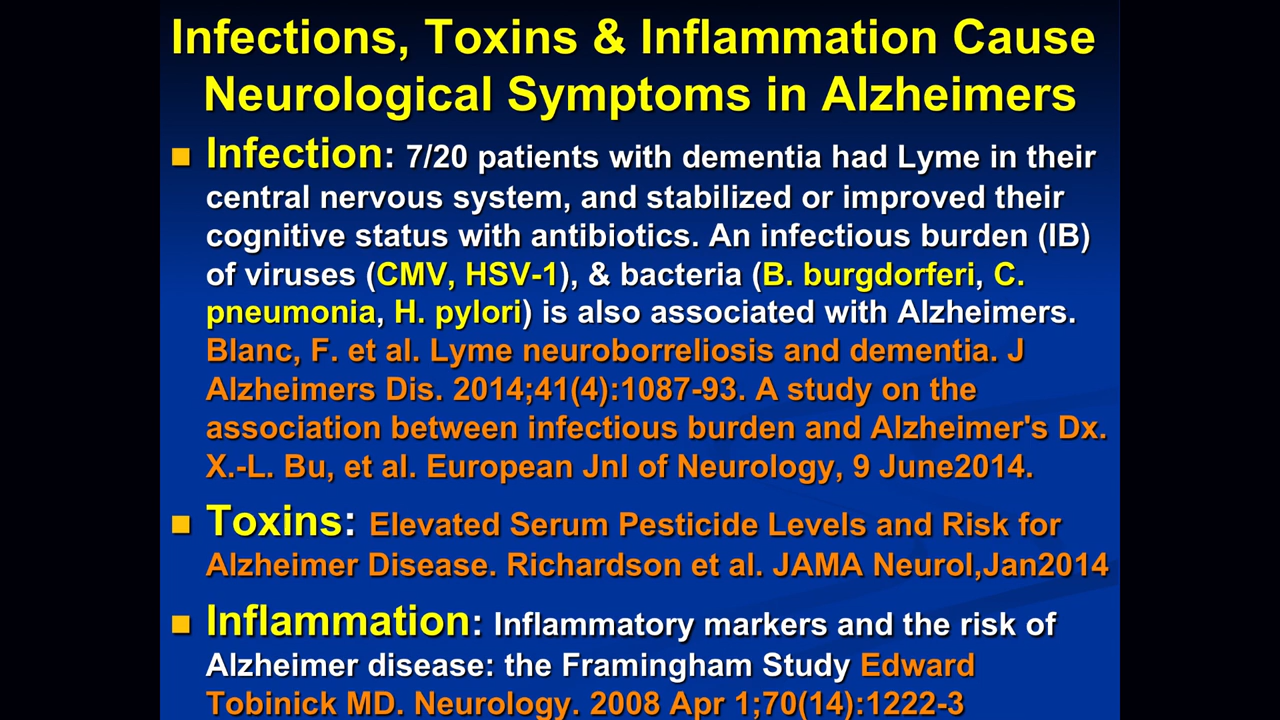 Infections, Toxins & Inflammation Cause
Neurological Symptoms in Alzheimers
Infection: 7/20 patients with dementia had Lyme in their
central nervous system, and stabilized or improved their
cognitive status with antibiotics. An infectious burden (IB)
of viruses (CMV, HSV-1), & bacteria (B. burgdorferi, C.
pneumonia, H. pylori) is also associated with Alzheimers.
Blanc, F. et al. Lyme neuroborreliosis and dementia. J
Alzheimers Dis. 2014;41(4):1087-93. A study on the
association between infectious burden and Alzheimer's Dx.
X.-L. Bu, et al. European Jnl of Neurology, 9 June2014.
Toxins: Elevated Serum Pesticide Levels and Risk for
Alzheimer Disease. Richardson et al. JAMA Neurol,Jan2014
Inflammation: Inflammatory markers and the risk of
Alzheimer disease: the Framingham Study Edward
Tobinick MD. Neurology. 2008 Apr 1;70(14):1222-3